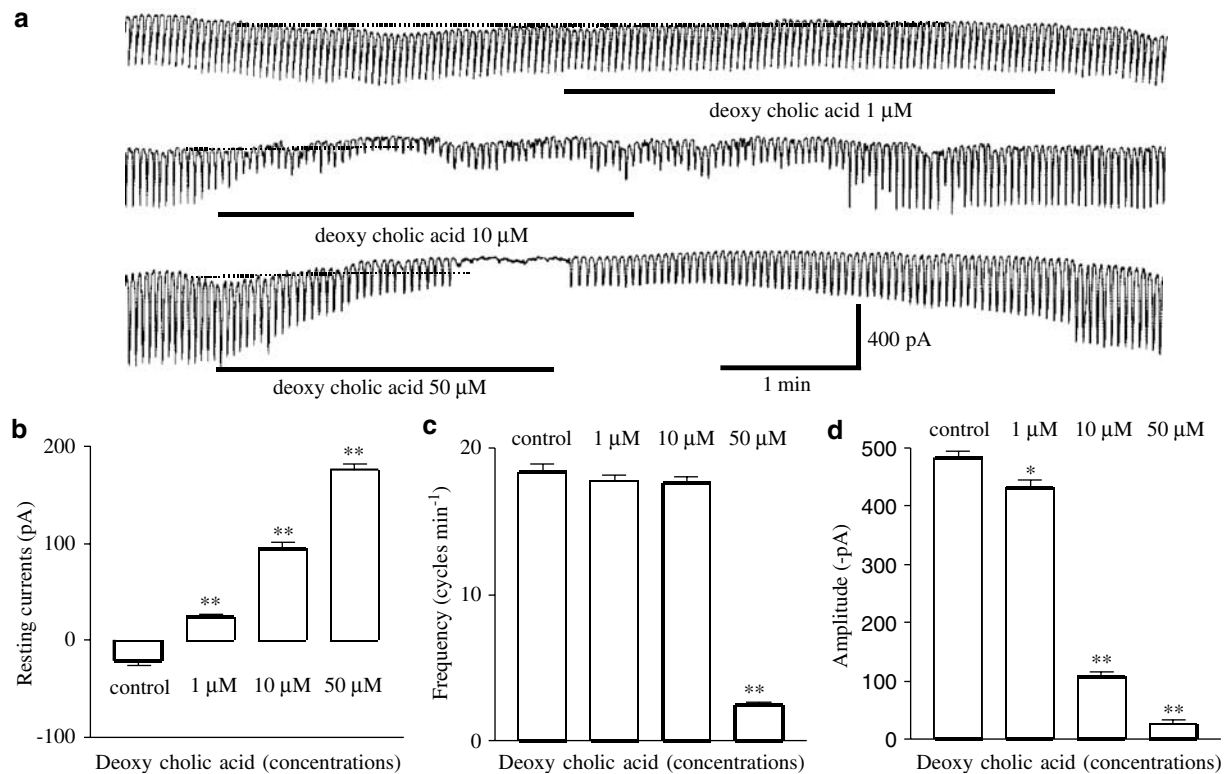 a
deoxy cholic acid 1 μM
deoxy cholic acid 10 μM
deoxy cholic acid 50 μM
400 pA
1 min
b
200
100
0
-100
Resting currents (pA)
**
**
**
control
1 μM
10 μM
50 μM
Deoxy cholic acid (concentrations)
c
control 1 μM 10 μM 50 μM
20
10
0
Frequency (cycles min-1)
**
Deoxy cholic acid (concentrations)
d
control 1 μM 10 μM 50 μM
500
400
300
200
100
0
Amplitude (-pA)
*
**
**
Deoxy cholic acid (concentrations)